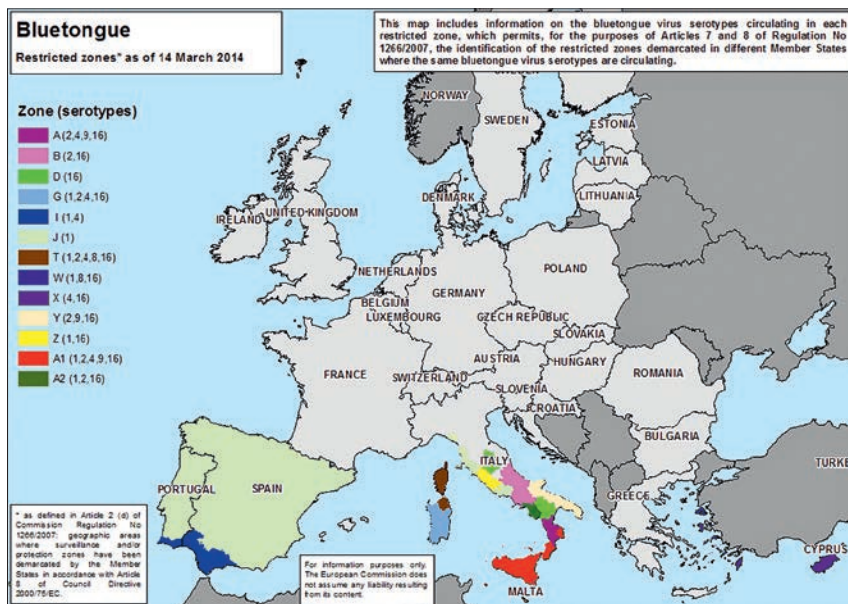 Bluetongue
Restricted zones* as of 14 March 2014
This map includes information on the bluetongue virus serotypes circulating in each
restricted zone, which permits, for the purposes of Articles 7 and 8 of Regulation No
1266/2007, the identification of the restricted zones demarcated in different Member States
where the same bluetongue virus serotypes are circulating.
Zone (serotypes)
A (2,4,9,16)
B (2,16)
D (16)
G (1,2,4,16)
I (1,4)
J (1)
T (1,2,4,8,16)
W (1,8,16)
X (4,16)
Y (2,9,16)
Z (1,16)
A1 (1,2,4,9,16)
A2 (1,2,16)
NORWAY
SWEDEN
ESTONIA
LATVIA
LITHUANIA
DENMARK
IRELAND
UNITED KINGDOM
NETHERLANDS
POLAND
BELGIUM
GERMANY
LUXEMBOURG
CZECH REPUBLIC
SLOVAKIA
AUSTRIA
HUNGARY
FRANCE
SWITZERLAND
ROMANIA
SLOVENIA
CROATIA
BULGARIA
ITALY
PORTUGAL
SPAIN
TURKE
GREECE
CYPRUS
MALTA
* as defined in Article 2 (d) of
Commission Regulation No
1266/2007: geographic areas
where surveillance and/or
protection zones have been
demarcated by the Member
States in accordance with Article
8 of Council Directive
2000/75/EC.
For information purposes only.
The European Commission does
not assume any liability resulting
from its content.